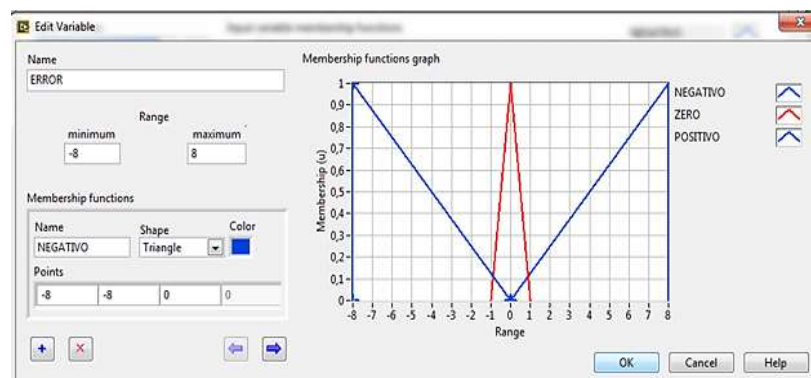 Edit Variable
Name
ERROR
Range
minimum
maximum
-8
8
Membership functions
Name
Shape
Color
NEGATIVO
Triangle
Points
-8
-8
0
0
Membership functions graph
Membership (u)
1
0,9
0,8
0,7
0,6
0,5
0,4
0,3
0,2
0,1
0
-8 -7 -6 -5 -4 -3 -2 -1 0 1 2 3 4 5 6 7 8
Range
NEGATIVO
ZERO
POSITIVO
OK
Cancel
Help